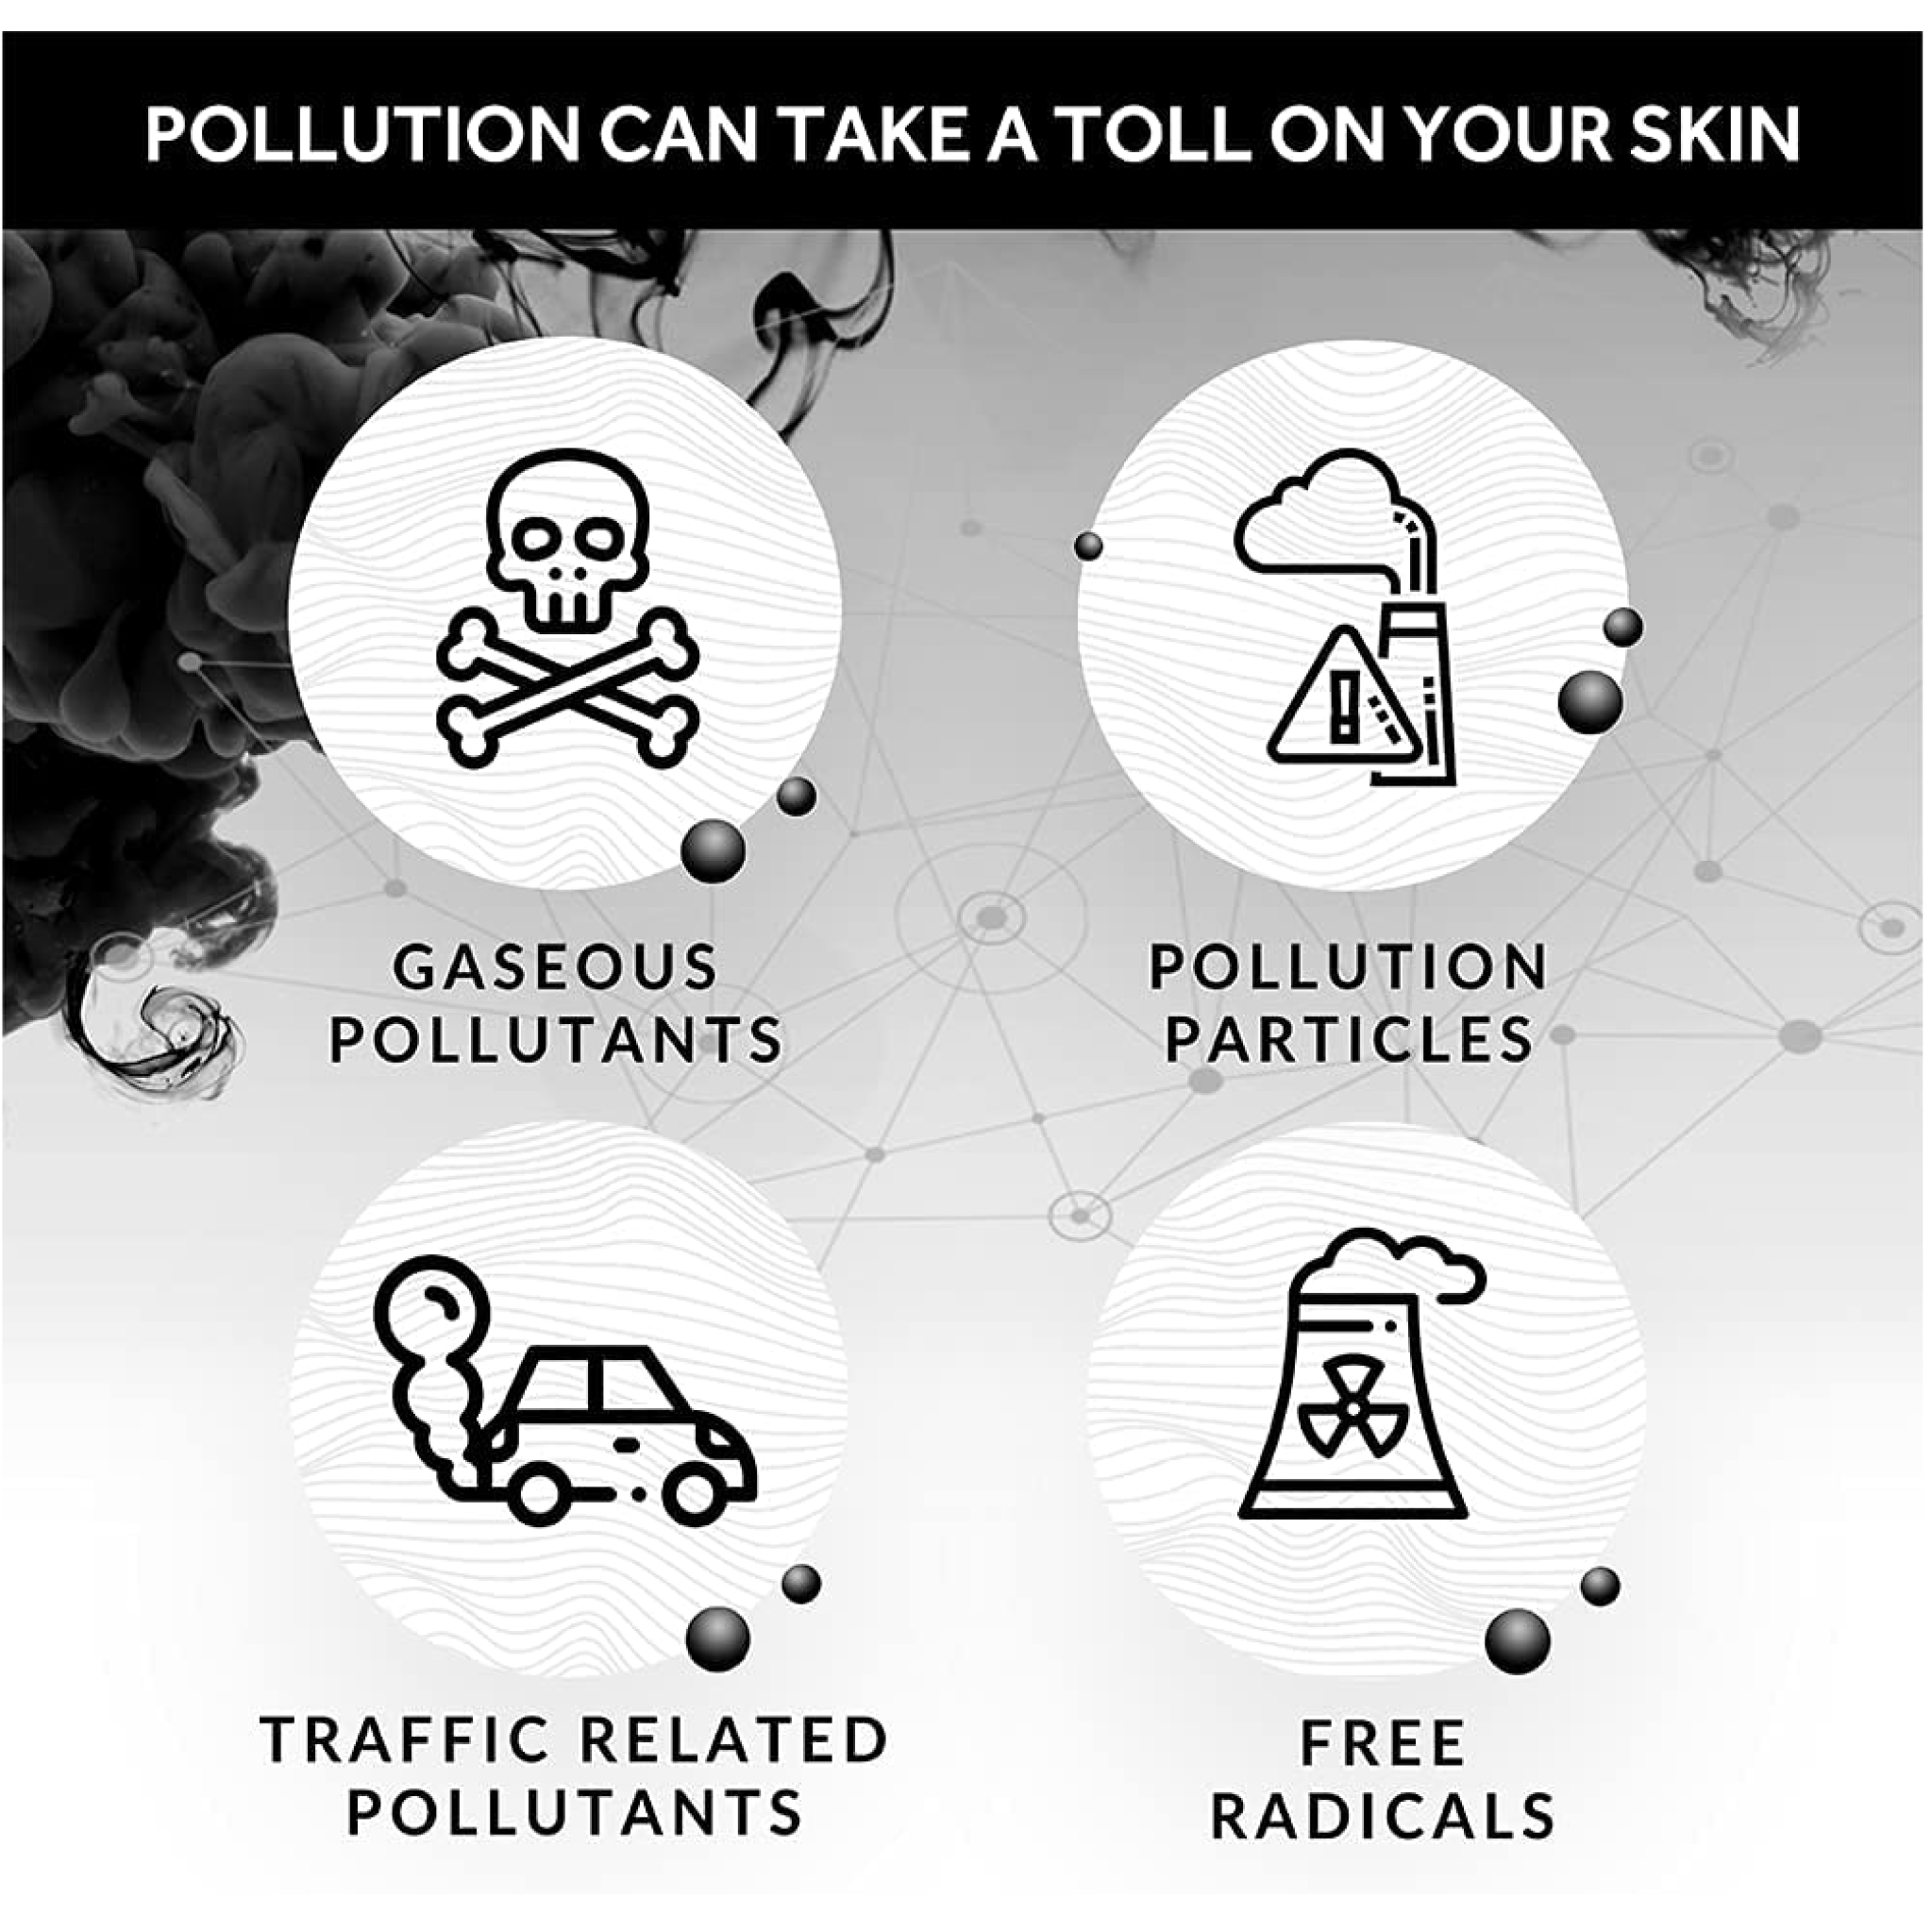 POLLUTION CAN TAKE A TOLL ON YOUR SKIN
GASEOUS
POLLUTANTS
POLLUTION
PARTICLES
TRAFFIC RELATED
POLLUTANTS
FREE
RADICALS